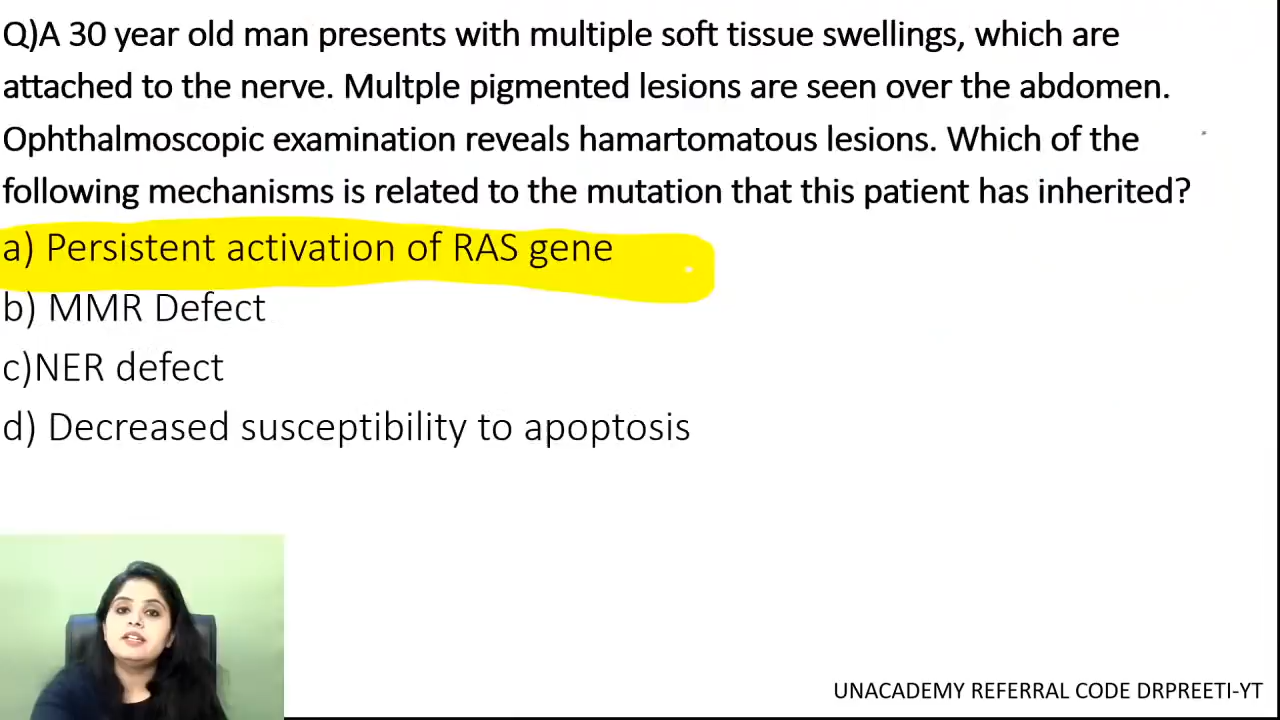 Q)A 30 year old man presents with multiple soft tissue swellings, which are
attached to the nerve. Multple pigmented lesions are seen over the abdomen.
Ophthalmoscopic examination reveals hamartomatous lesions. Which of the
following mechanisms is related to the mutation that this patient has inherited?
a) Persistent activation of RAS gene
b) MMR Defect
c)NER defect
d) Decreased susceptibility to apoptosis
UNACADEMY REFERRAL CODE DRPREETI-YT